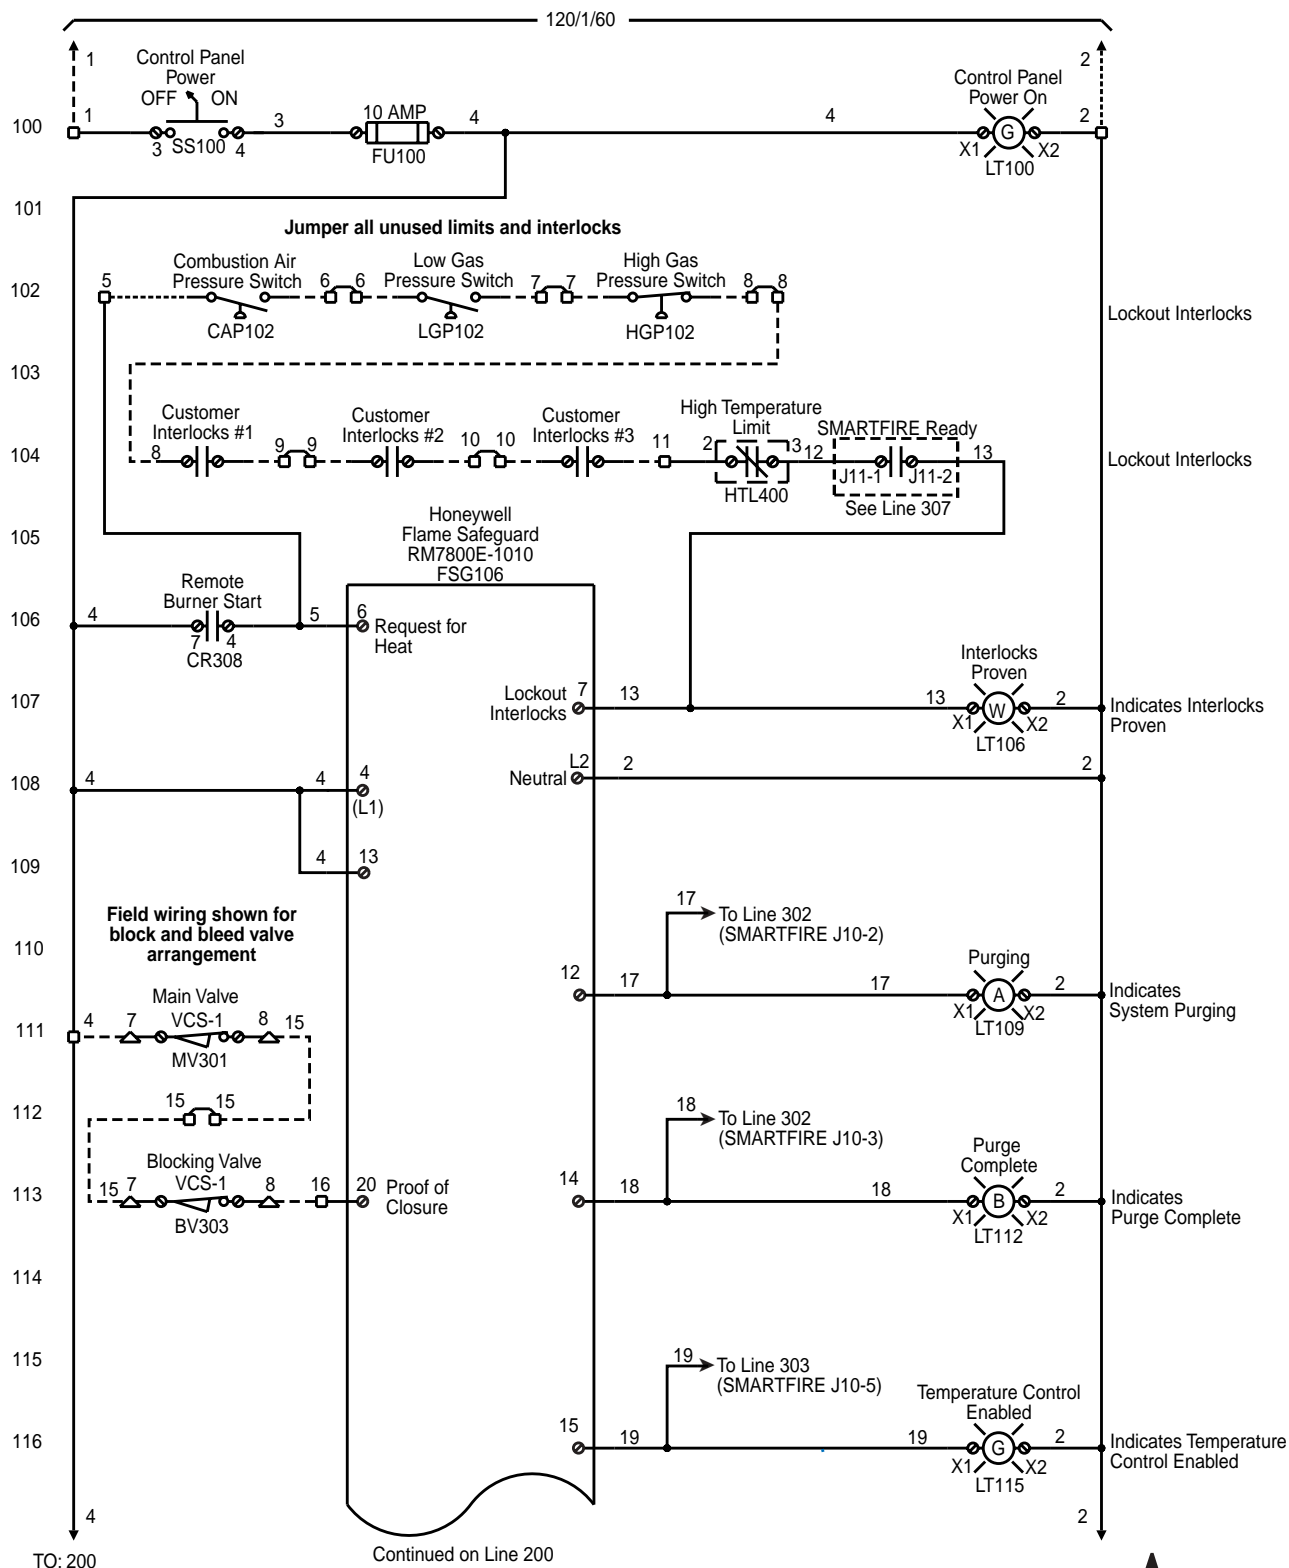 120/1/60
1
2
Control Panel
Power
OFF ON
Control Panel
Power On
100
1
3
10 AMP
4
4
G
2
3 SS100 4
FU100
X1 X2
LT100
101
Jumper all unused limits and interlocks
102
5
Combustion Air
Pressure Switch
6 6
Low Gas
Pressure Switch
7 7
High Gas
Pressure Switch
8 8
CAP102
LGP102
HGP102
Lockout Interlocks
103
Customer
Interlocks #1
Customer
Interlocks #2
Customer
Interlocks #3
High Temperature
Limit
SMARTFIRE Ready
104
8
9 9
10 10
11
2
3
12
J11-1 J11-2
13
Lockout Interlocks
HTL400
See Line 307
105
Honeywell
Flame Safeguard
RM7800E-1010
FSG106
Remote
Burner Start
106
4
7 4
CR308
5
6
Request for
Heat
Interlocks
Proven
107
Lockout
Interlocks
7
13
13
W
2
X1 X2
LT106
Indicates Interlocks
Proven
108
4
4
4
(L1)
Neutral
L2
2
2
109
4
13
Field wiring shown for
block and bleed valve
arrangement
17
To Line 302
(SMARTFIRE J10-2)
110
12
17
17
Purging
A
2
X1 X2
LT109
Indicates
System Purging
Main Valve
VCS-1
111
4
7
8
15
MV301
112
15 15
18
To Line 302
(SMARTFIRE J10-3)
Blocking Valve
VCS-1
Purge
Complete
113
15 7
8
16
20
Proof of
Closure
14
18
18
B
2
BV303
X1 X2
LT112
Indicates
Purge Complete
114
115
19
To Line 303
(SMARTFIRE J10-5)
Temperature Control
Enabled
116
15
19
19
G
2
X1 X2
LT115
Indicates Temperature
Control Enabled
4
2
TO: 200
Continued on Line 200